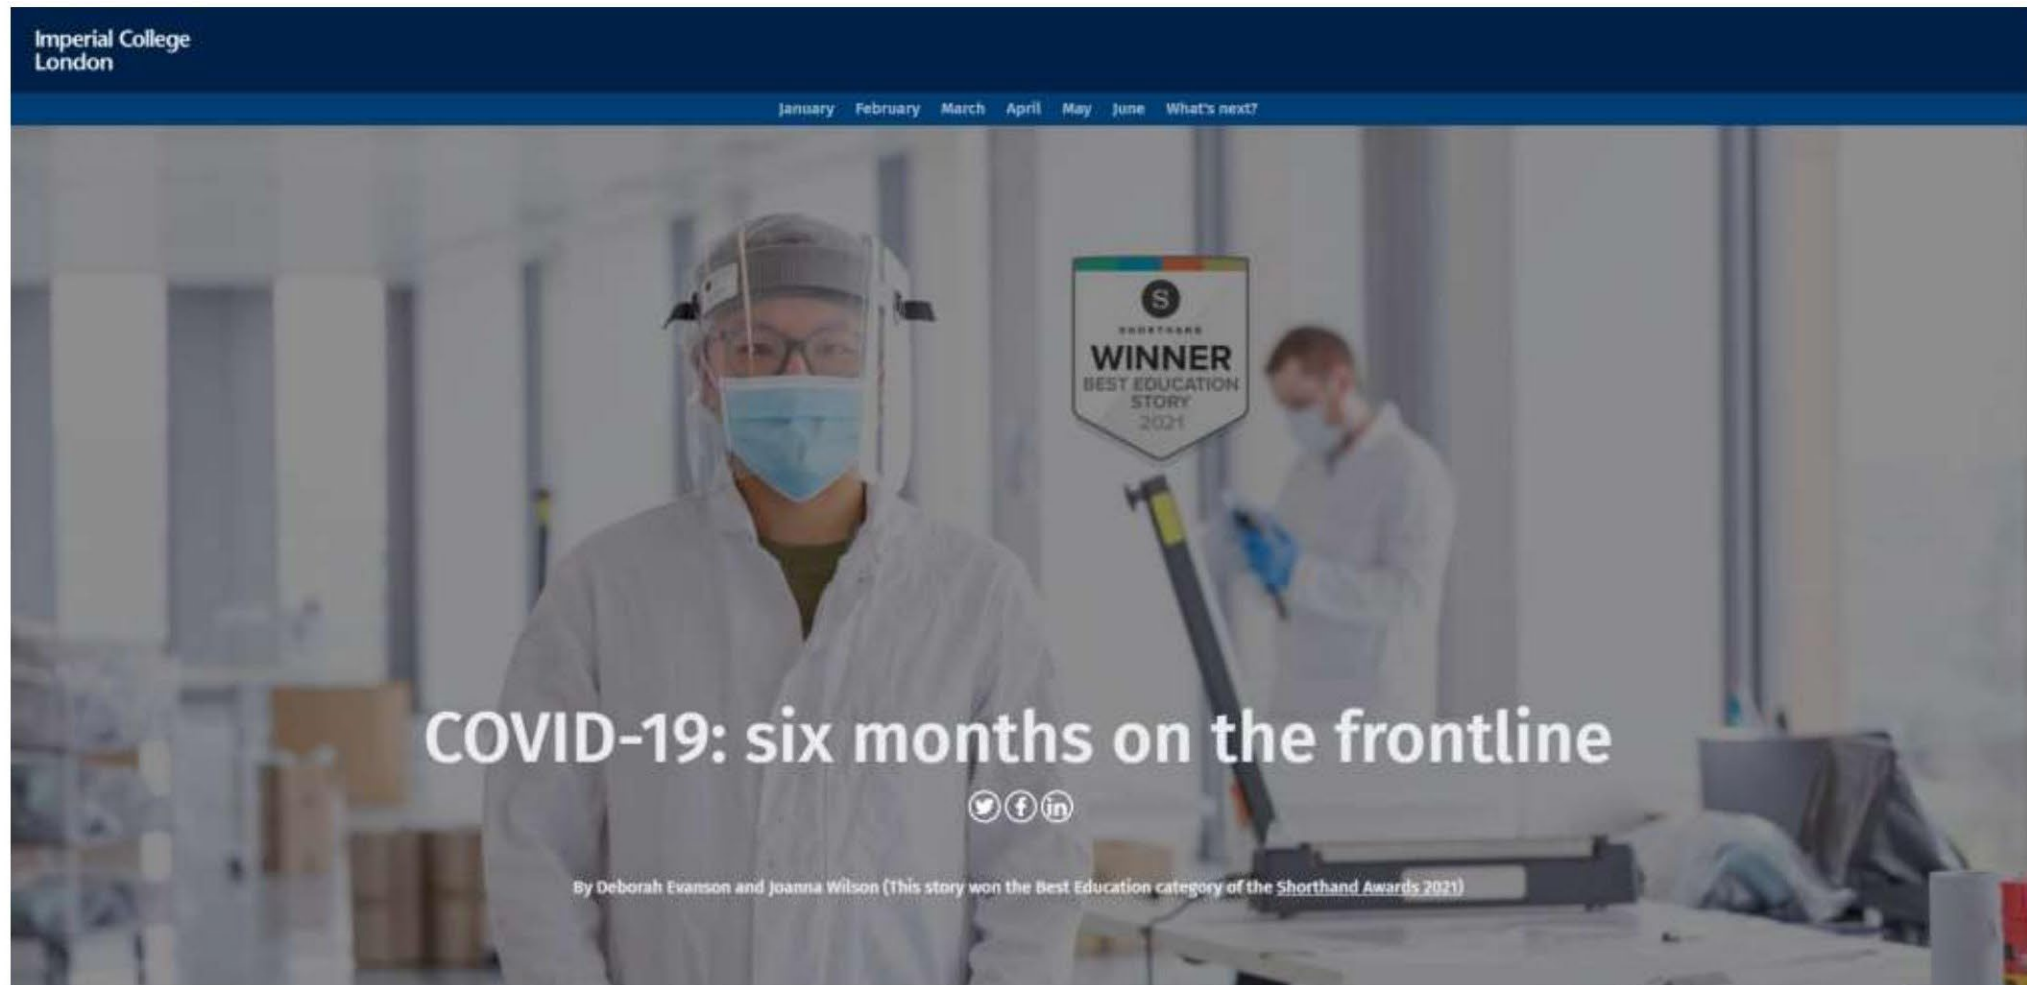 Imperial College
London
January February March April May June What's next?
S
SHORTHAND
WINNER
BEST EDUCATION
STORY
2021
COVID-19: six months on the frontline
in
By Deborah Evanson and Joanna Wilson (This story won the Best Education category of the Shorthand Awards 2021)